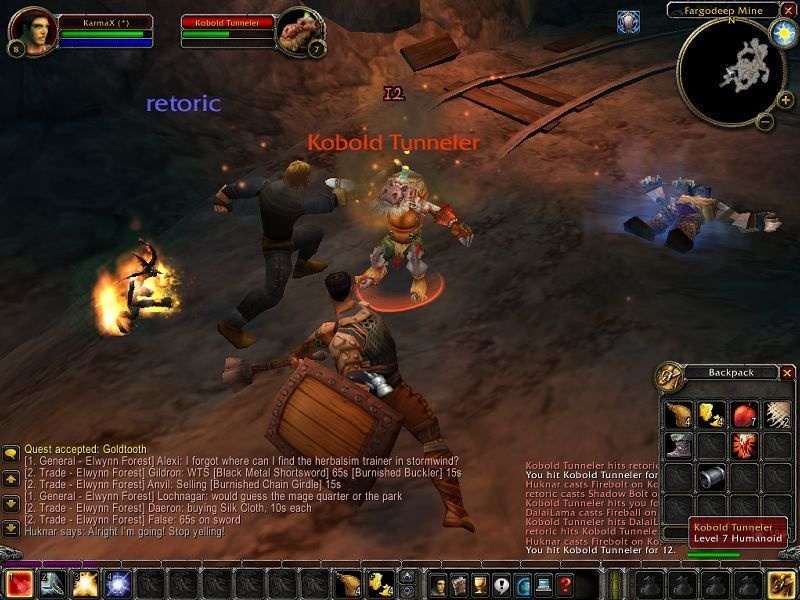 KarmaX (*)
8
Kobold Tunneler
7
Fargodeep Mine
N
12
retoric
Kobold Tunneler
Backpack
4
4
7
2
Quest accepted: Goldtooth
[1. General - Elwynn Forest] Alexi: I forgot where can I find the herbalsim trainer in stormwind?
[2. Trade - Elwynn Forest] Gildron: WTS [Black Metal Shortsword] 65s [Burnished Buckler] 15s
[2. Trade - Elwynn Forest] Anvil: Selling [Burnished Chain Girdle] 15s
[1. General - Elwynn Forest] Lochnagar: would guess the mage quarter or the park
[2. Trade - Elwynn Forest] Daeron: buying Silk Cloth, 10s each
[2. Trade - Elwynn Forest] False: 65s on sword
Huknar says: Alright I'm going! Stop yelling!
Kobold Tunneler hits retoric
You hit Kobold Tunneler for
Huknar casts Firebolt on Ko
retoric casts Shadow Bolt o
Kobold Tunneler hits you fo
DalaiLama casts Fireball on
Kobold Tunneler hits DalaiL
retoric hits Kobold Tunnele
Huknar casts Firebolt on Ko
You hit Kobold Tunneler for 12.
Kobold Tunneler
Level 7 Humanoid
4
4